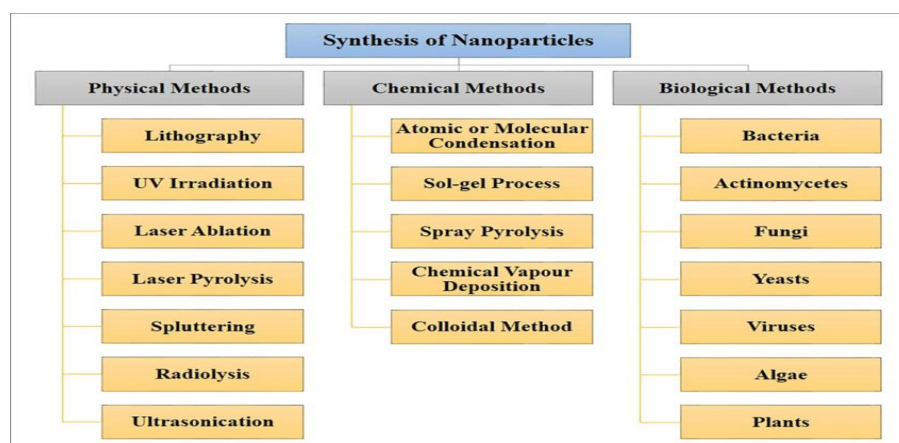 Synthesis of Nanoparticles
Physical Methods
Lithography
UV Irradiation
Laser Ablation
Laser Pyrolysis
Spluttering
Radiolysis
Ultrasonication
Chemical Methods
Atomic or Molecular
Condensation
Sol-gel Process
Spray Pyrolysis
Chemical Vapour
Deposition
Colloidal Method
Biological Methods
Bacteria
Actinomycetes
Fungi
Yeasts
Viruses
Algae
Plants